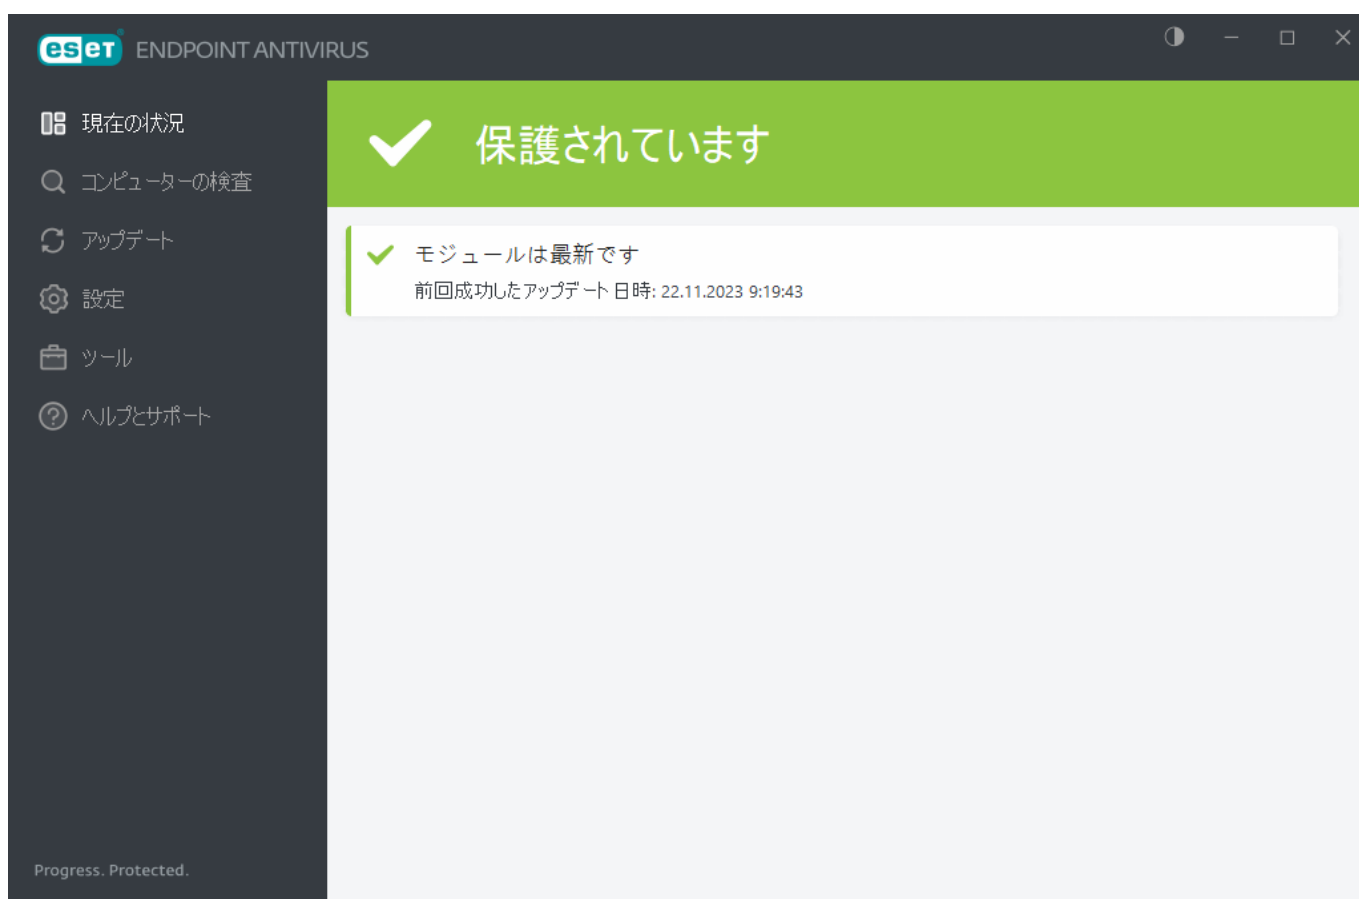 eset ENDPOINT ANTIVIRUS
現在の状況
コンピューターの検査
アップデート
設定
ツール
ヘルプとサポート
Progress. Protected.
保護されています
モジュールは最新です
前回成功したアップデート日時: 22.11.2023 9:19:43